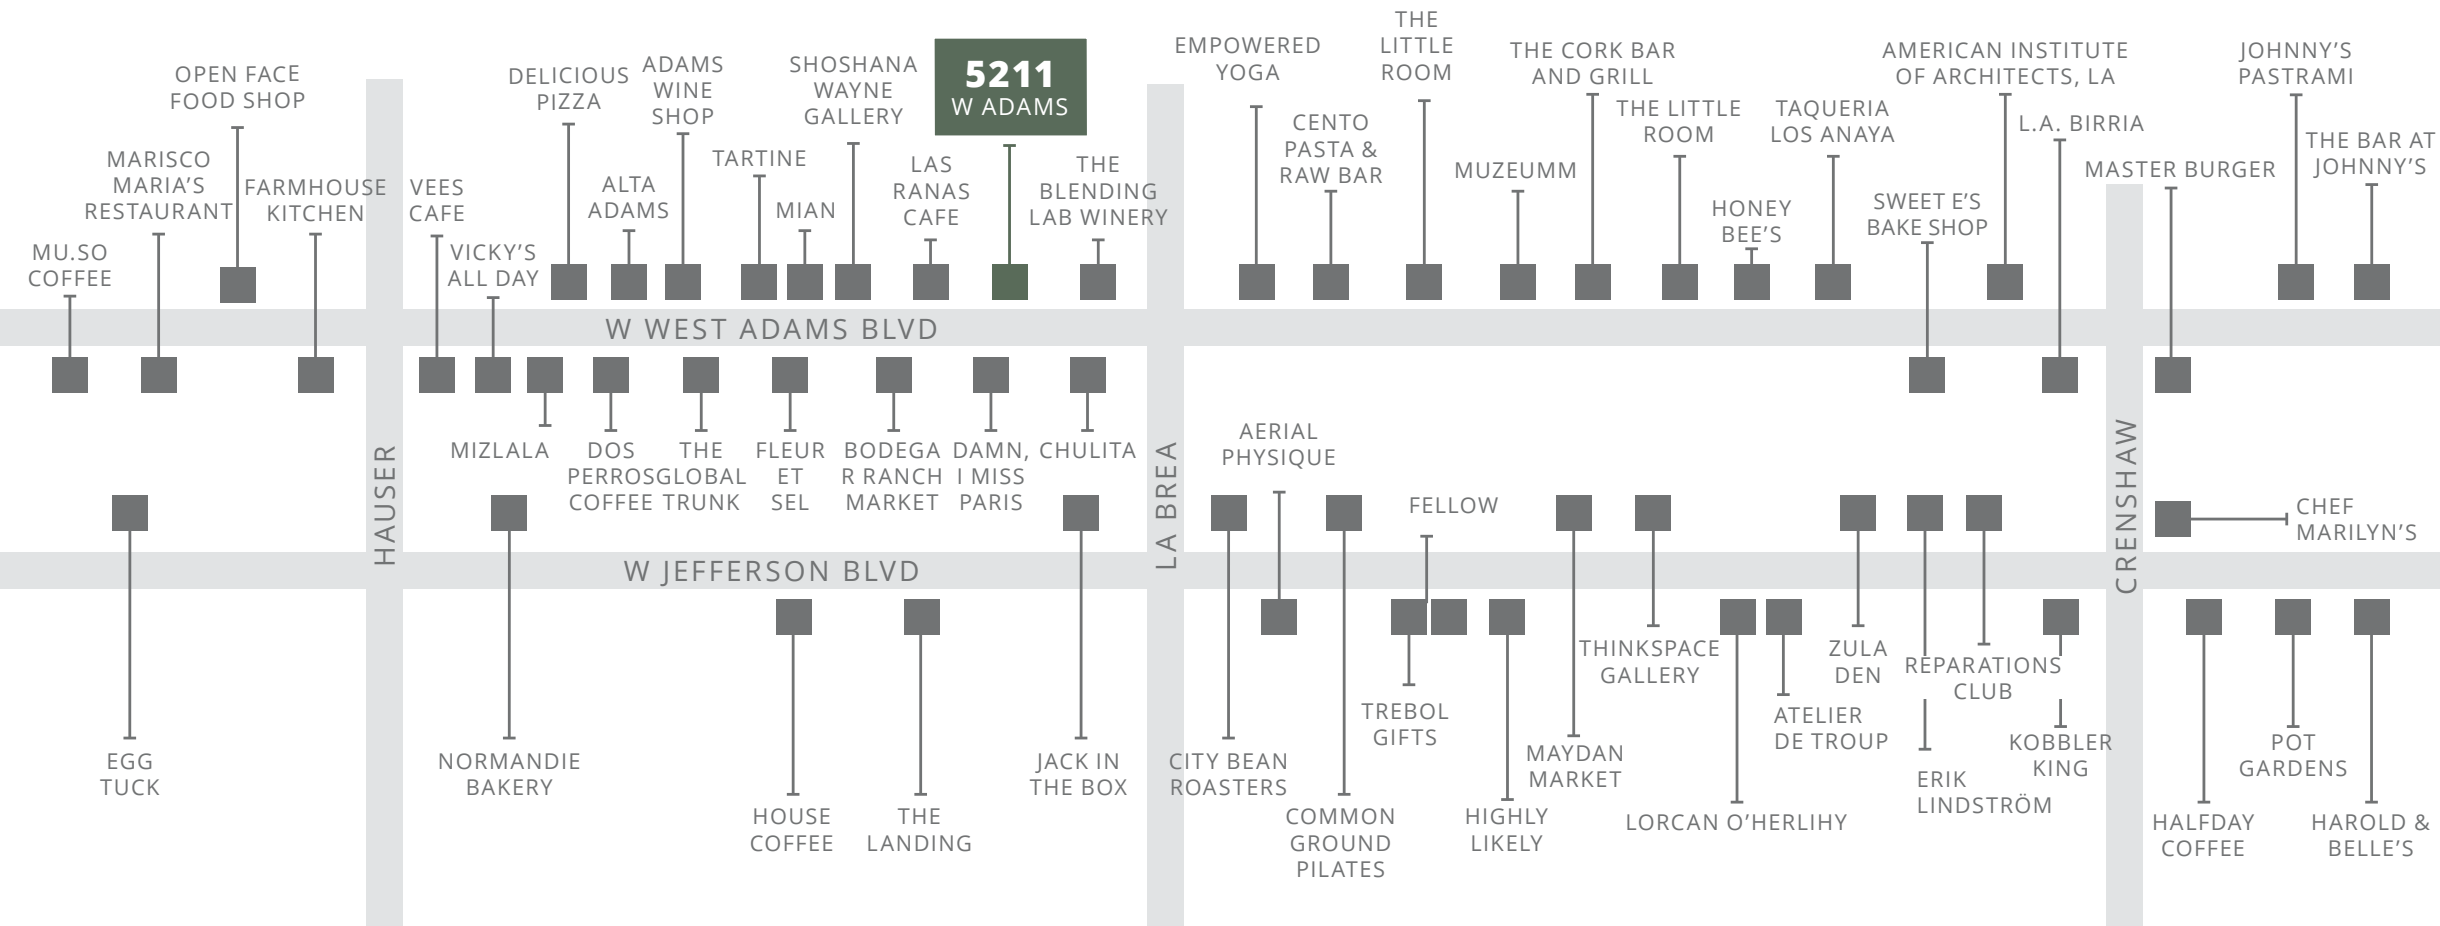 OPEN FACE
FOOD SHOP
MARISCO
MARIA'S
RESTAURANT
FARMHOUSE
KITCHEN
MU.SO
COFFEE
VEES
CAFE
VICKY'S
ALL DAY
DELICIOUS
PIZZA
ALTA
ADAMS
ADAMS
WINE
SHOP
TARTINE
MIAN
SHOSHANA
WAYNE
GALLERY
LAS
RANAS
CAFE
5211
W ADAMS
THE
BLENDING
LAB WINERY
EMPOWERED
YOGA
CENTO
PASTA &
RAW BAR
THE
LITTLE
ROOM
MUZEUMM
THE CORK BAR
AND GRILL
THE LITTLE
ROOM
HONEY
BEE'S
TAQUERIA
LOS ANAYA
SWEET E'S
BAKE SHOP
AMERICAN INSTITUTE
OF ARCHITECTS, LA
L.A. BIRRIA
MASTER BURGER
JOHNNY'S
PASTRAMI
THE BAR AT
JOHNNY'S
W WEST ADAMS BLVD
MIZLALA
DOS
PERROS
COFFEE
THE
GLOBAL
TRUNK
FLEUR
ET
SEL
BODEGA
R RANCH
MARKET
DAMN,
I MISS
PARIS
CHULITA
HAUSER
LA BREA
CRENSHAW
AERIAL
PHYSIQUE
FELLOW
CHEF
MARILYN'S
W JEFFERSON BLVD
EGG
TUCK
NORMANDIE
BAKERY
HOUSE
COFFEE
THE
LANDING
JACK IN
THE BOX
CITY BEAN
ROASTERS
COMMON
GROUND
PILATES
TREBOL
GIFTS
HIGHLY
LIKELY
MAYDAN
MARKET
THINKSPACE
GALLERY
LORCAN O'HERLIHY
ATELIER
DE TROUP
ZULA
DEN
REPARATIONS
CLUB
ERIK
LINDSTRÖM
KOBBLER
KING
HALFDAY
COFFEE
POT
GARDENS
HAROLD &
BELLE'S